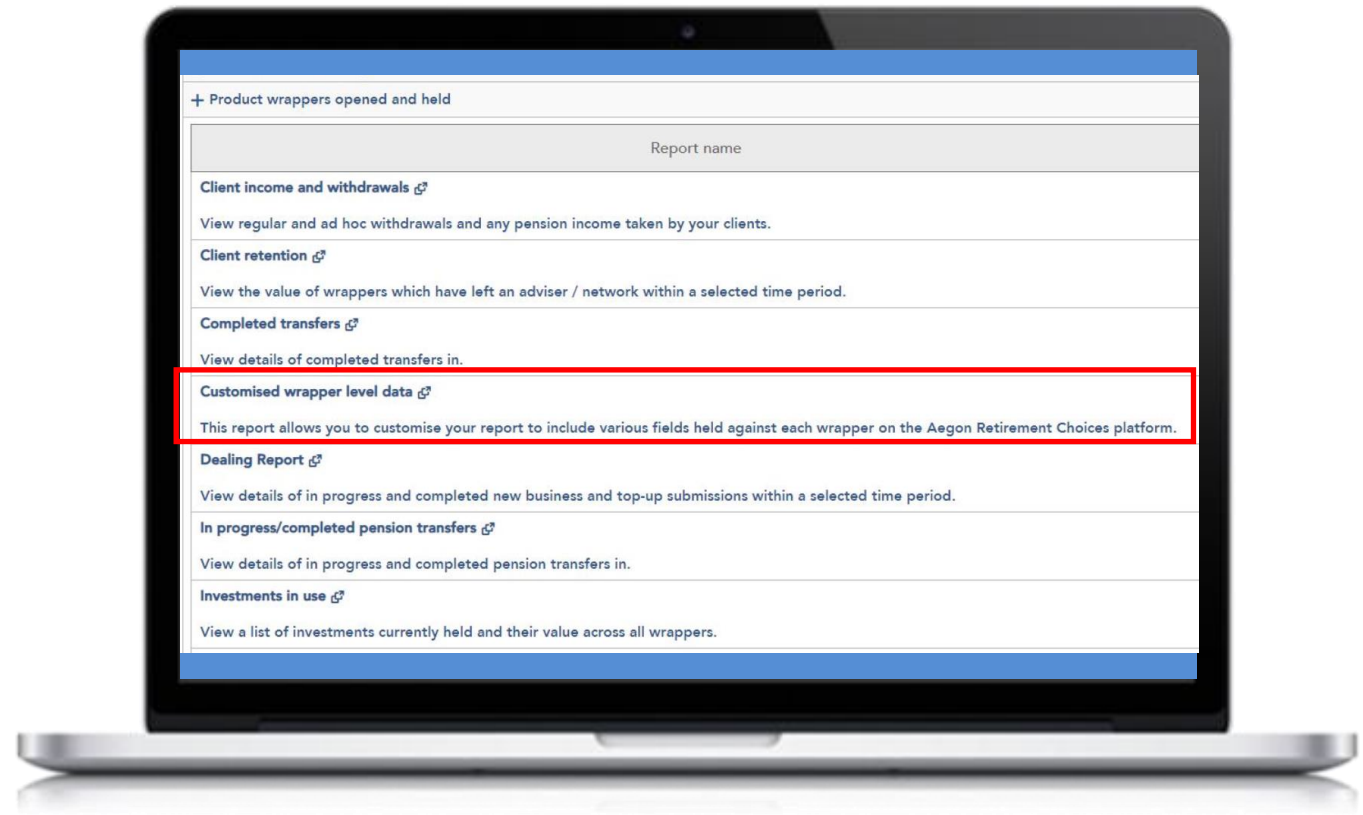 + Product wrappers opened and held
Report name
Client income and withdrawals
View regular and ad hoc withdrawals and any pension income taken by your clients.
Client retention
View the value of wrappers which have left an adviser / network within a selected time period.
Completed transfers
View details of completed transfers in.
Customised wrapper level data
This report allows you to customise your report to include various fields held against each wrapper on the Aegon Retirement Choices platform.
Dealing Report
View details of in progress and completed new business and top-up submissions within a selected time period.
In progress/completed pension transfers
View details of in progress and completed pension transfers in.
Investments in use
View a list of investments currently held and their value across all wrappers.